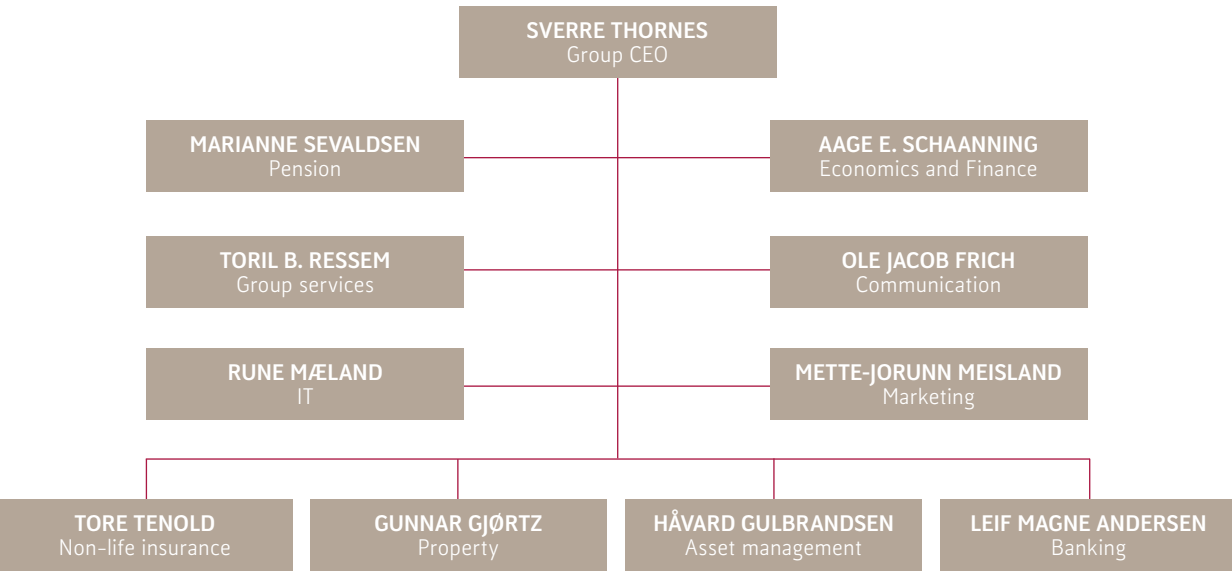 SVERRE THORNES
Group CEO
MARIANNE SEVALDSEN
Pension
AAGE E. SCHAANNING
Economics and Finance
TORIL B. RESSEM
Group services
OLE JACOB FRICH
Communication
RUNE MÆLAND
IT
METTE-JORUNN MEISLAND
Marketing
TORE TENOLD
Non-life insurance
GUNNAR GJØRTZ
Property
HÅVARD GULBRANDSEN
Asset management
LEIF MAGNE ANDERSEN
Banking